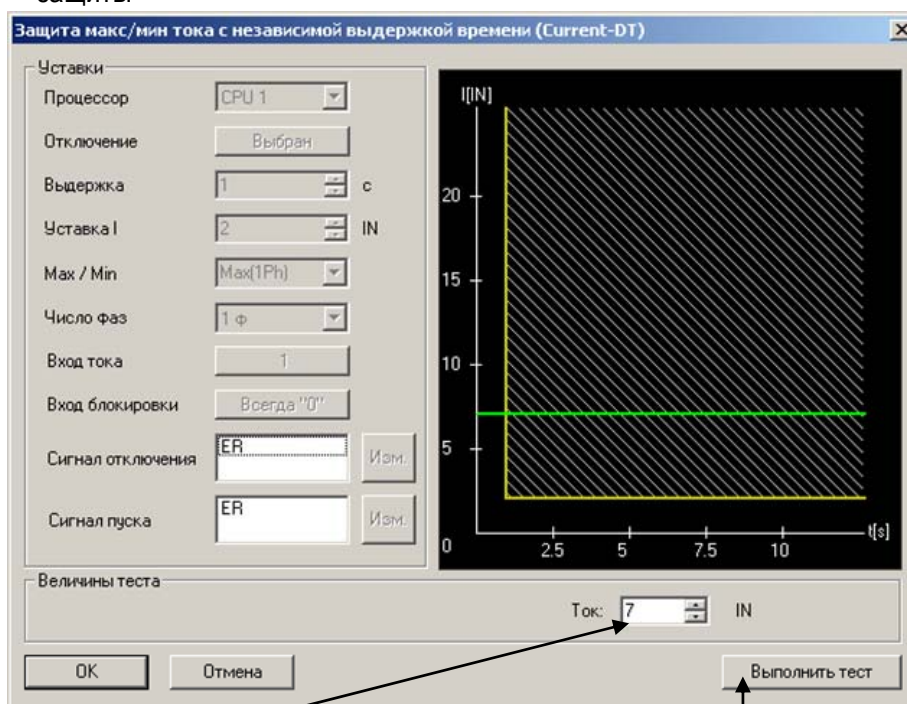 защиты
Защита макс/мин тока с независимой выдержкой времени (Current-DT)
Уставки
Процессор CPU 1
Отключение Выбран
Выдержка 1 с
Уставка I 2 IN
Max / Min Max(1Ph)
Число фаз 1 ф
Вход тока 1
Вход блокировки Всегда "0"
Сигнал отключения ER Изм.
Сигнал пуска ER Изм.
I[IN]
20
15
10
5
0 2.5 5 7.5 10 t[s]
Величины теста
Ток: 7 IN
OK Отмена Выполнить тест